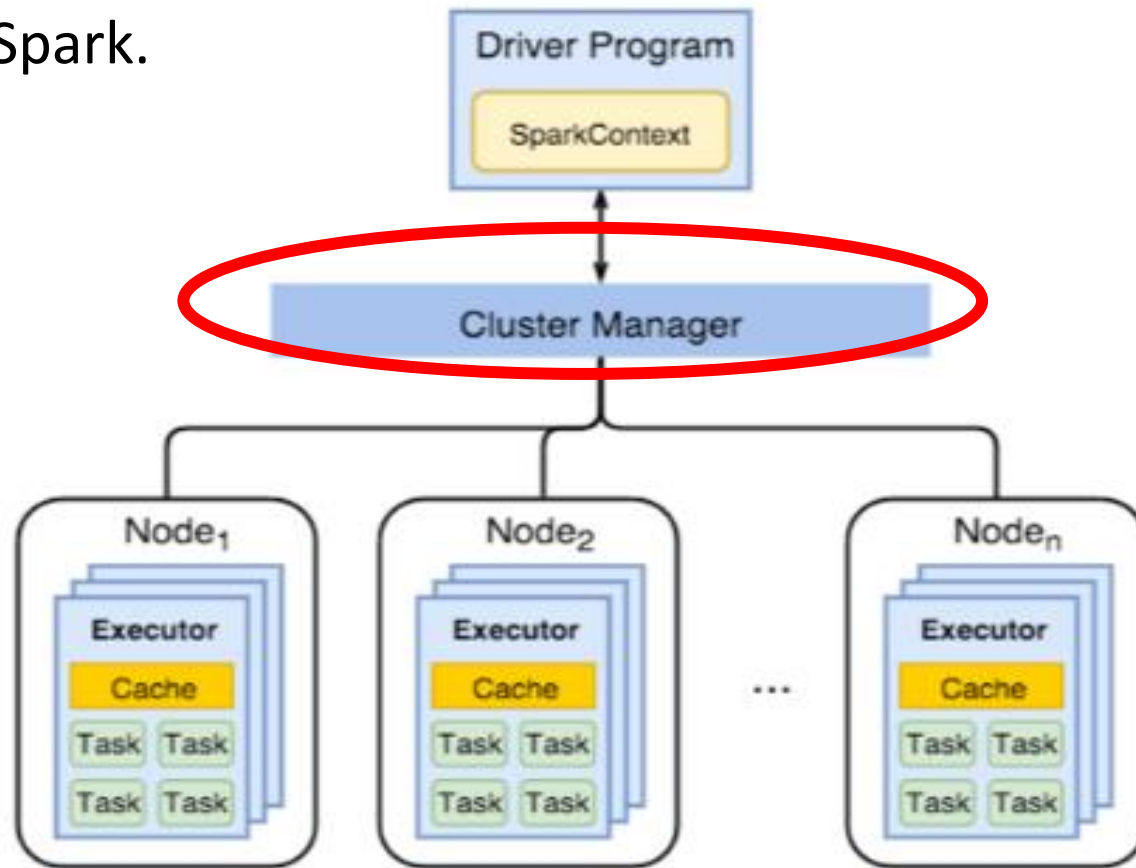 Spark.
Driver Program
SparkContext
Cluster Manager
Node1 Node2 Noden
Executor Executor Executor
Cache Cache ... Cache
Task Task Task Task Task Task
Task Task Task Task Task Task